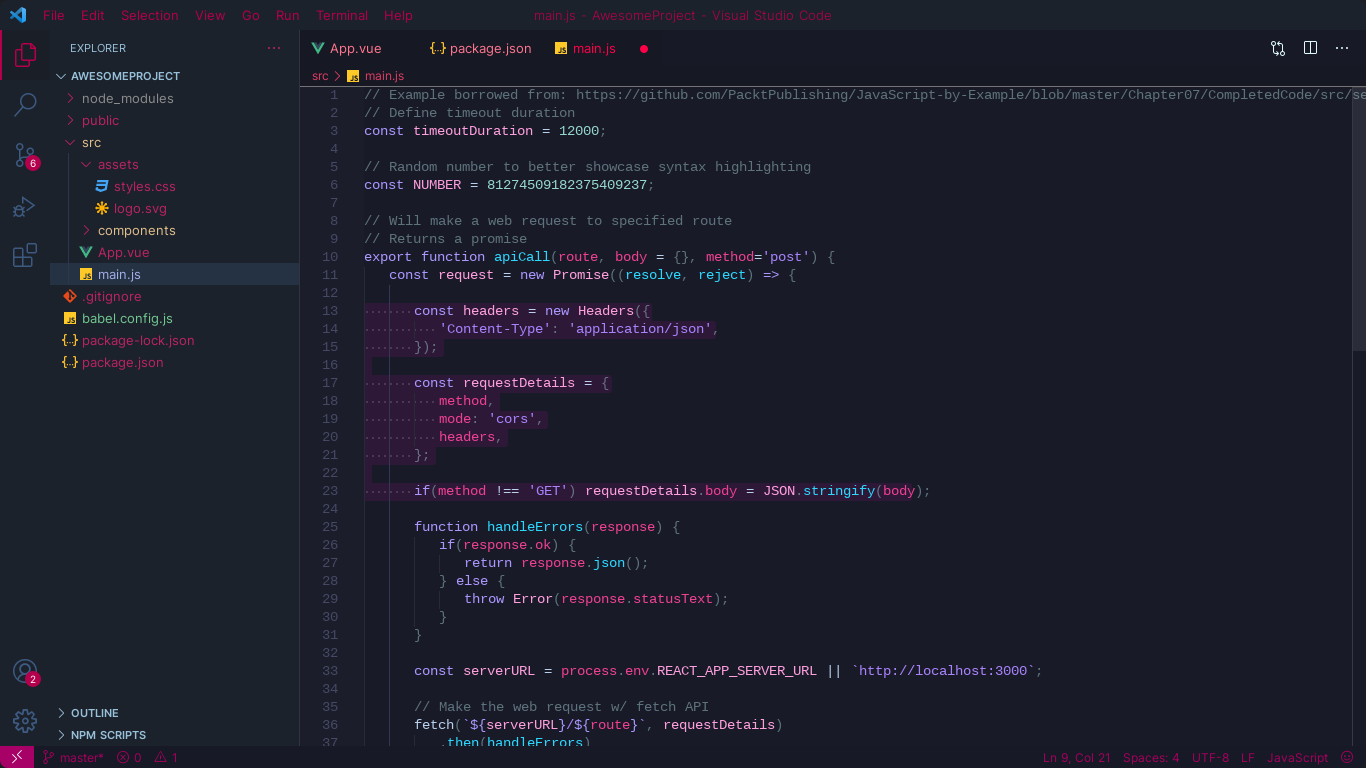 File Edit Selection View Go Run Terminal Help main.js - AwesomeProject - Visual Studio Code
EXPLORER
AWESOMEPROJECT
node_modules
public
src
assets
styles.css
logo.svg
components
App.vue
main.js
.gitignore
babel.config.js
package-lock.json
package.json
OUTLINE
NPM SCRIPTS
6
2
App.vue {..} package.json JS main.js
src > JS main.js
1 // Example borrowed from: https://github.com/PacktPublishing/JavaScript-by-Example/blob/master/Chapter07/CompletedCode/src/se
2 // Define timeout duration
3 const timeoutDuration = 12000;
4
5 // Random number to better showcase syntax highlighting
6 const NUMBER = 81274509182375409237;
7
8 // Will make a web request to specified route
9 // Returns a promise
10 export function apiCall(route, body = {}, method='post') {
11 const request = new Promise((resolve, reject) => {
12
13 const headers = new Headers({
14 'Content-Type': 'application/json',
15 });
16
17 const requestDetails = {
18 method,
19 mode: 'cors',
20 headers,
21 };
22
23 if(method !== 'GET') requestDetails.body = JSON.stringify(body);
24
25 function handleErrors(response) {
26 if(response.ok) {
27 return response.json();
28 } else {
29 throw Error(response.statusText);
30 }
31 }
32
33 const serverURL = process.env.REACT_APP_SERVER_URL || `http://localhost:3000`;
34
35 // Make the web request w/ fetch API
36 fetch(`${serverURL}/${route}`, requestDetails)
37 .then(handleErrors)
master* 0 1 Ln 9, Col 21 Spaces: 4 UTF-8 LF JavaScript